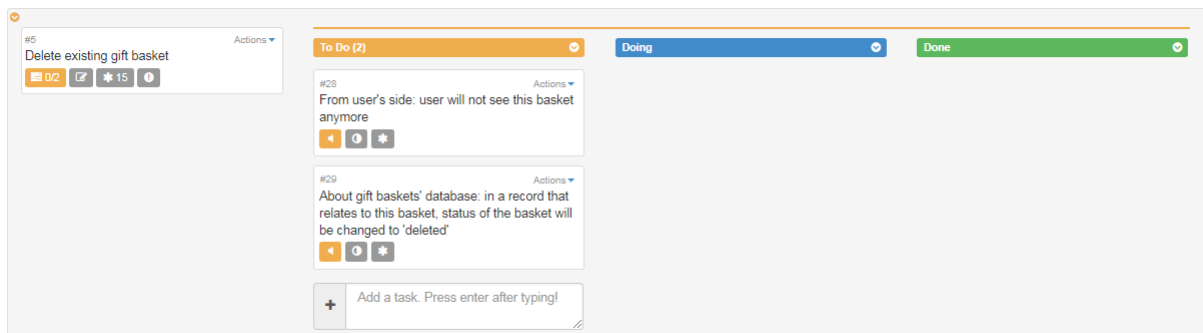 #5 Actions
Delete existing gift basket
0/2 15
To Do (2)
#28 Actions
From user's side: user will not see this basket
anymore
#29 Actions
About gift baskets' database: in a record that
relates to this basket, status of the basket will
be changed to 'deleted'
Add a task. Press enter after typing!
Doing
Done